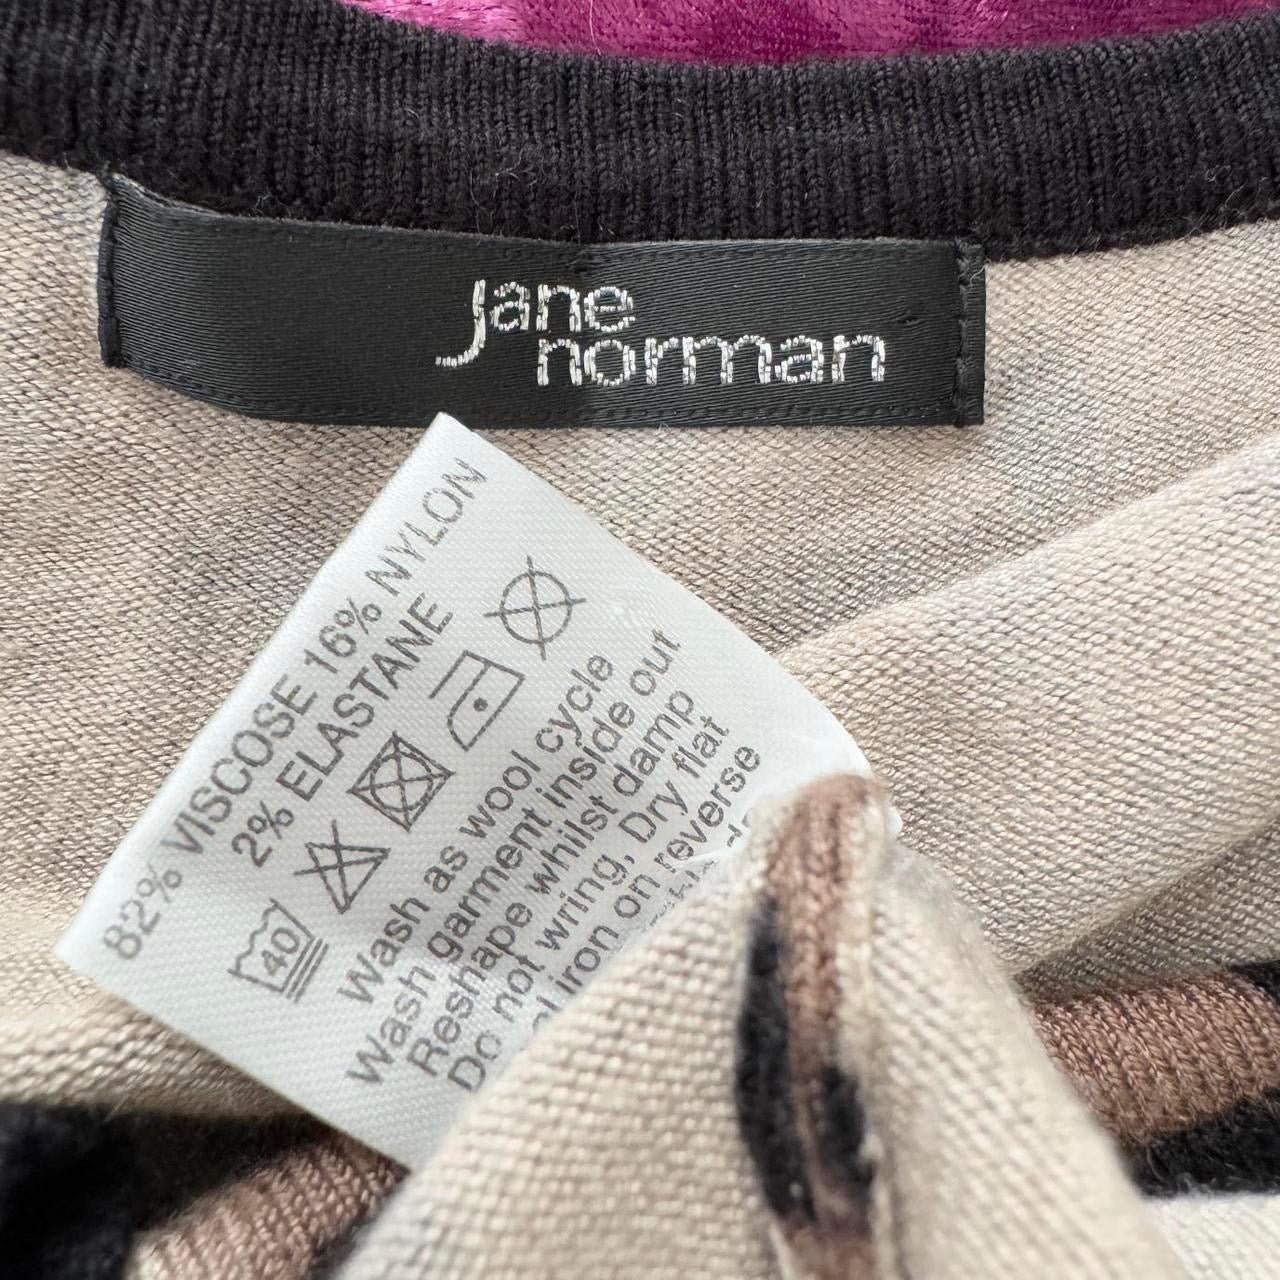 Jane
norman
82% VISCOSE 16% NYLON
2% ELASTANE
40
Wash as wool cycle
Wash garment inside out
Reshape whilst damp
Do not wring. Dry flat
iron on reverse